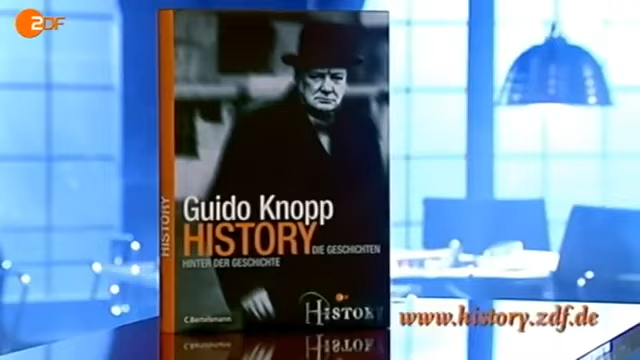 ZDF
Guido Knopp
HISTORY DIE GESCHICHTEN
HINTER DER GESCHICHTE
HISTORY
C.Bertelsmann
HISTORY
www.history.zdf.de